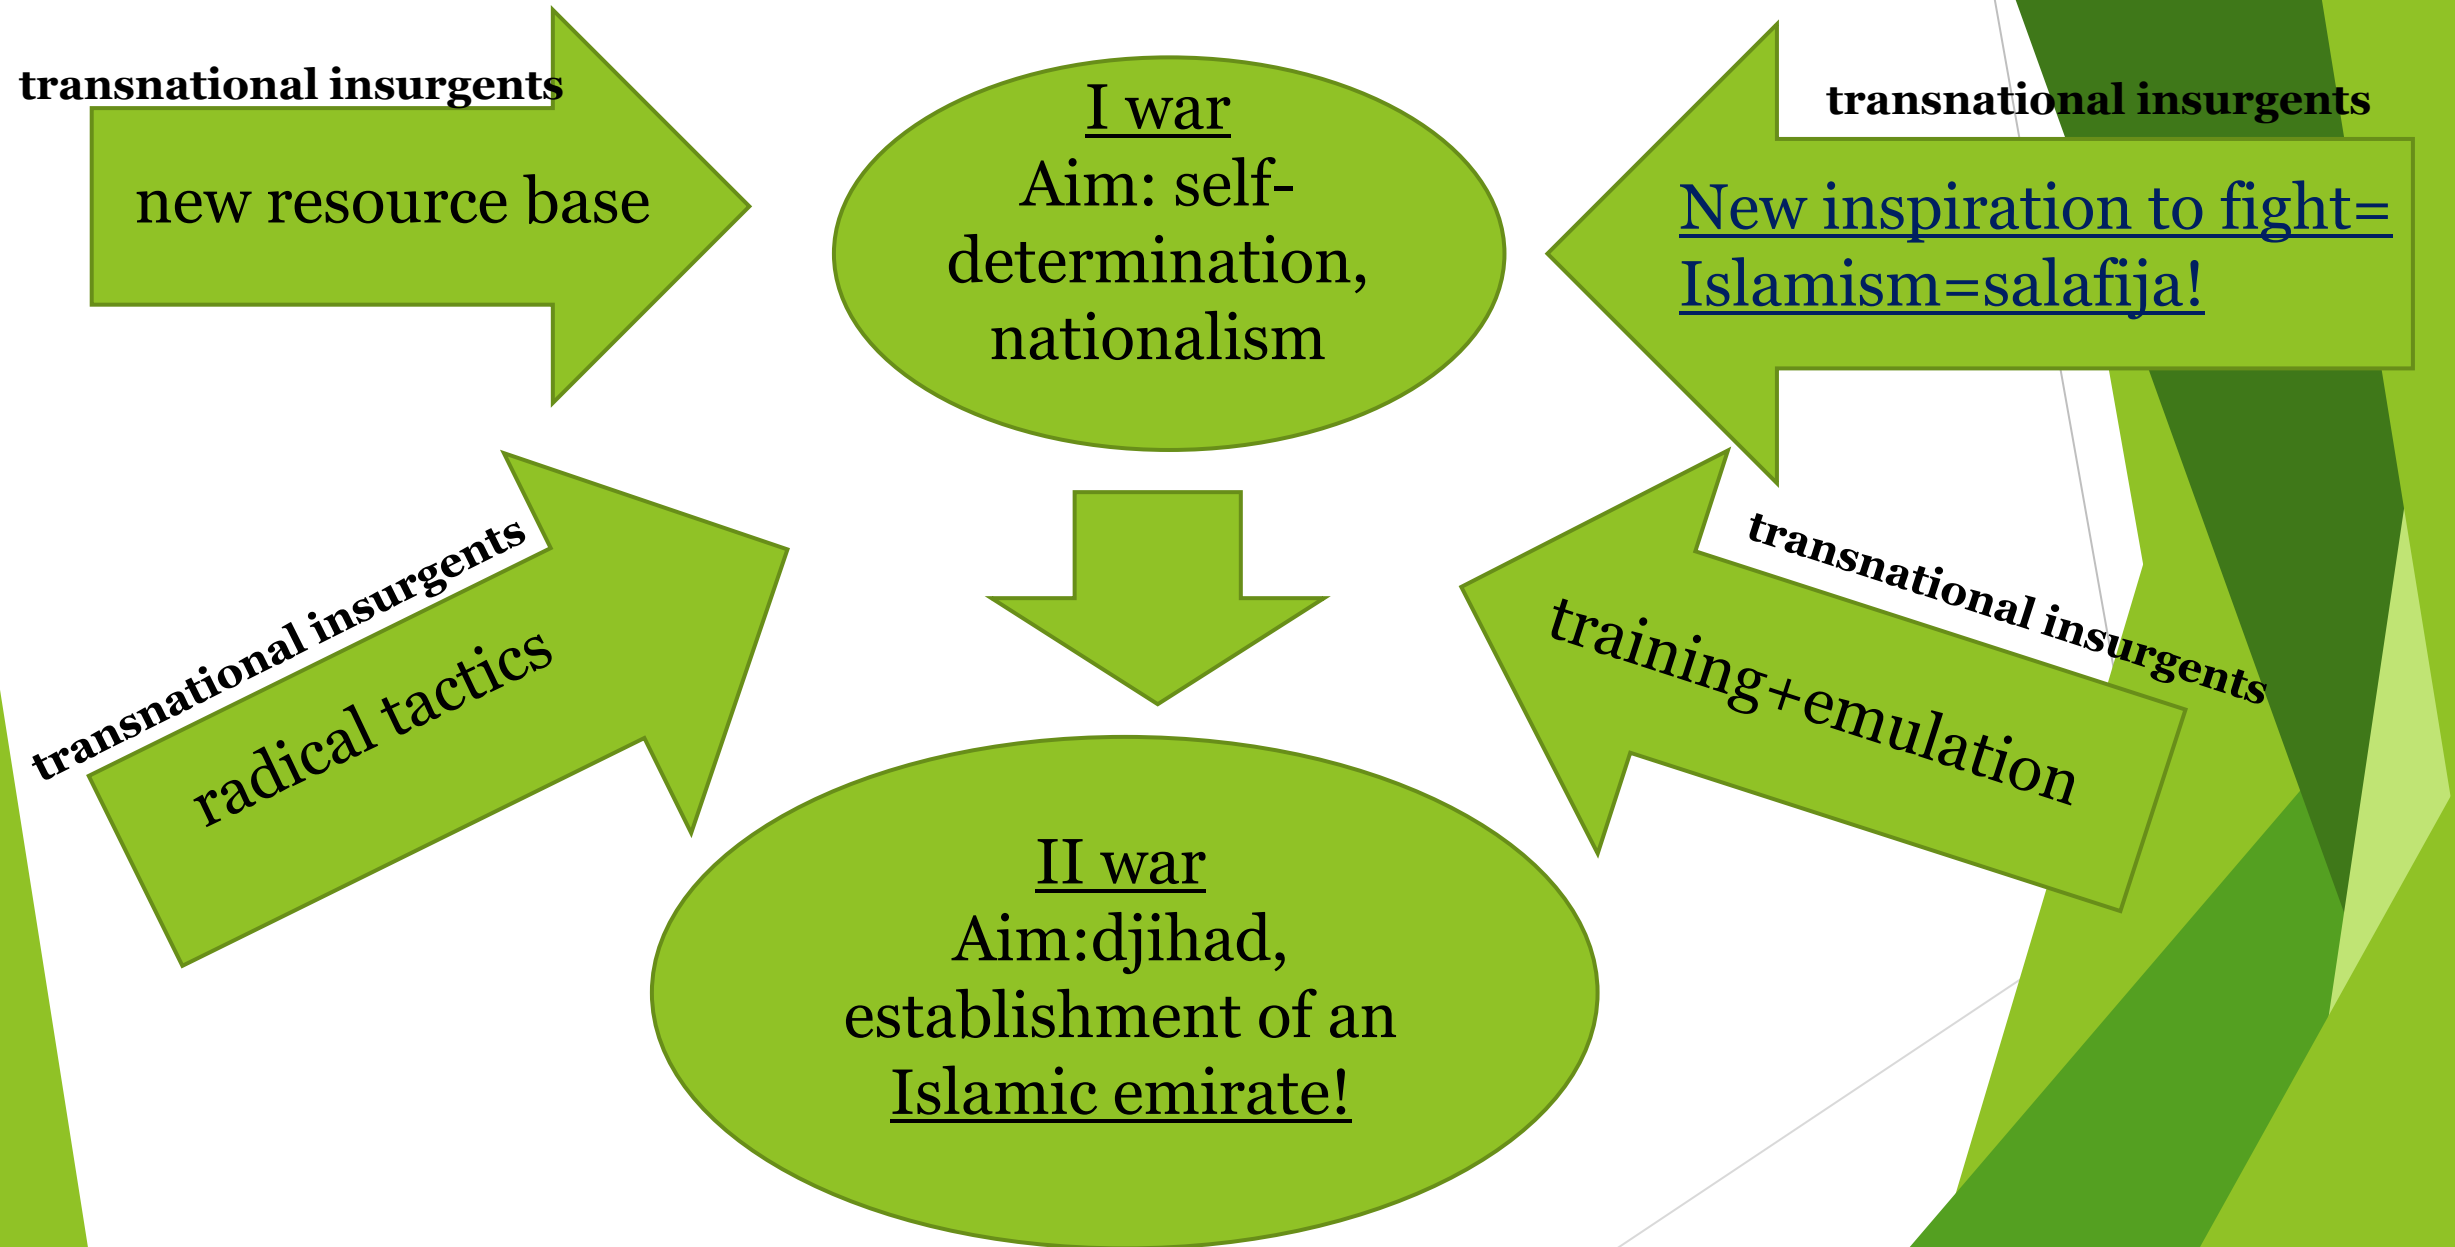 transnational insurgents
new resource base
I war
Aim: self-
determination,
nationalism
transnational insurgents
New inspiration to fight=
Islamism=salafija!
transnational insurgents
radical tactics
transnational insurgents
training+emulation
II war
Aim:djihad,
establishment of an
Islamic emirate!